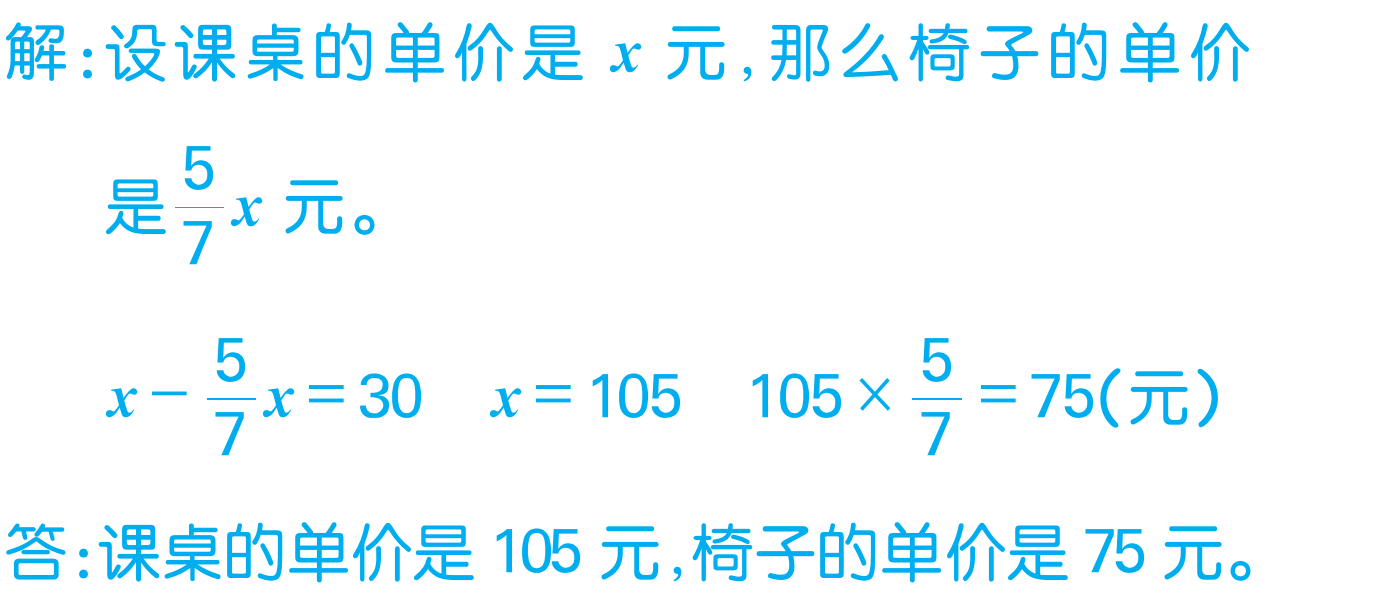 解:设课桌的单价是 x 元,那么椅子的单价
是5/7x 元。
x－5/7x＝30 x＝105 105×5/7＝75(元)
答:课桌的单价是 105 元,椅子的单价是 75 元。